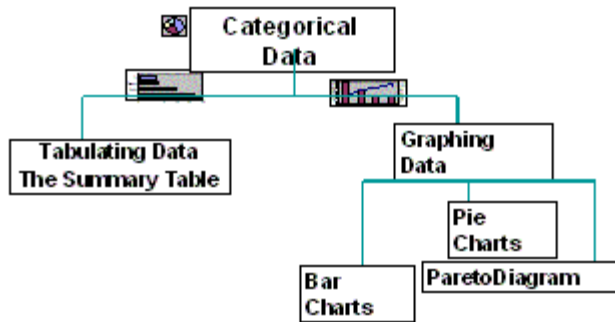 Categorical
Data
Tabulating Data
The Summary Table
Graphing
Data
Pie
Charts
Bar
Charts
ParetoDiagram